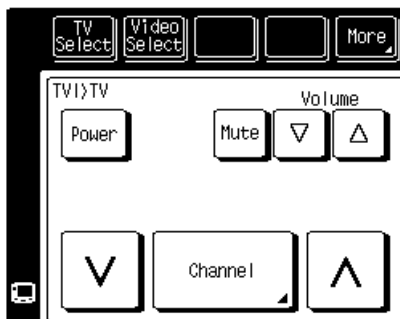 TV Video
Select Select More
TV1>TV
Volume
Power Mute
Channel